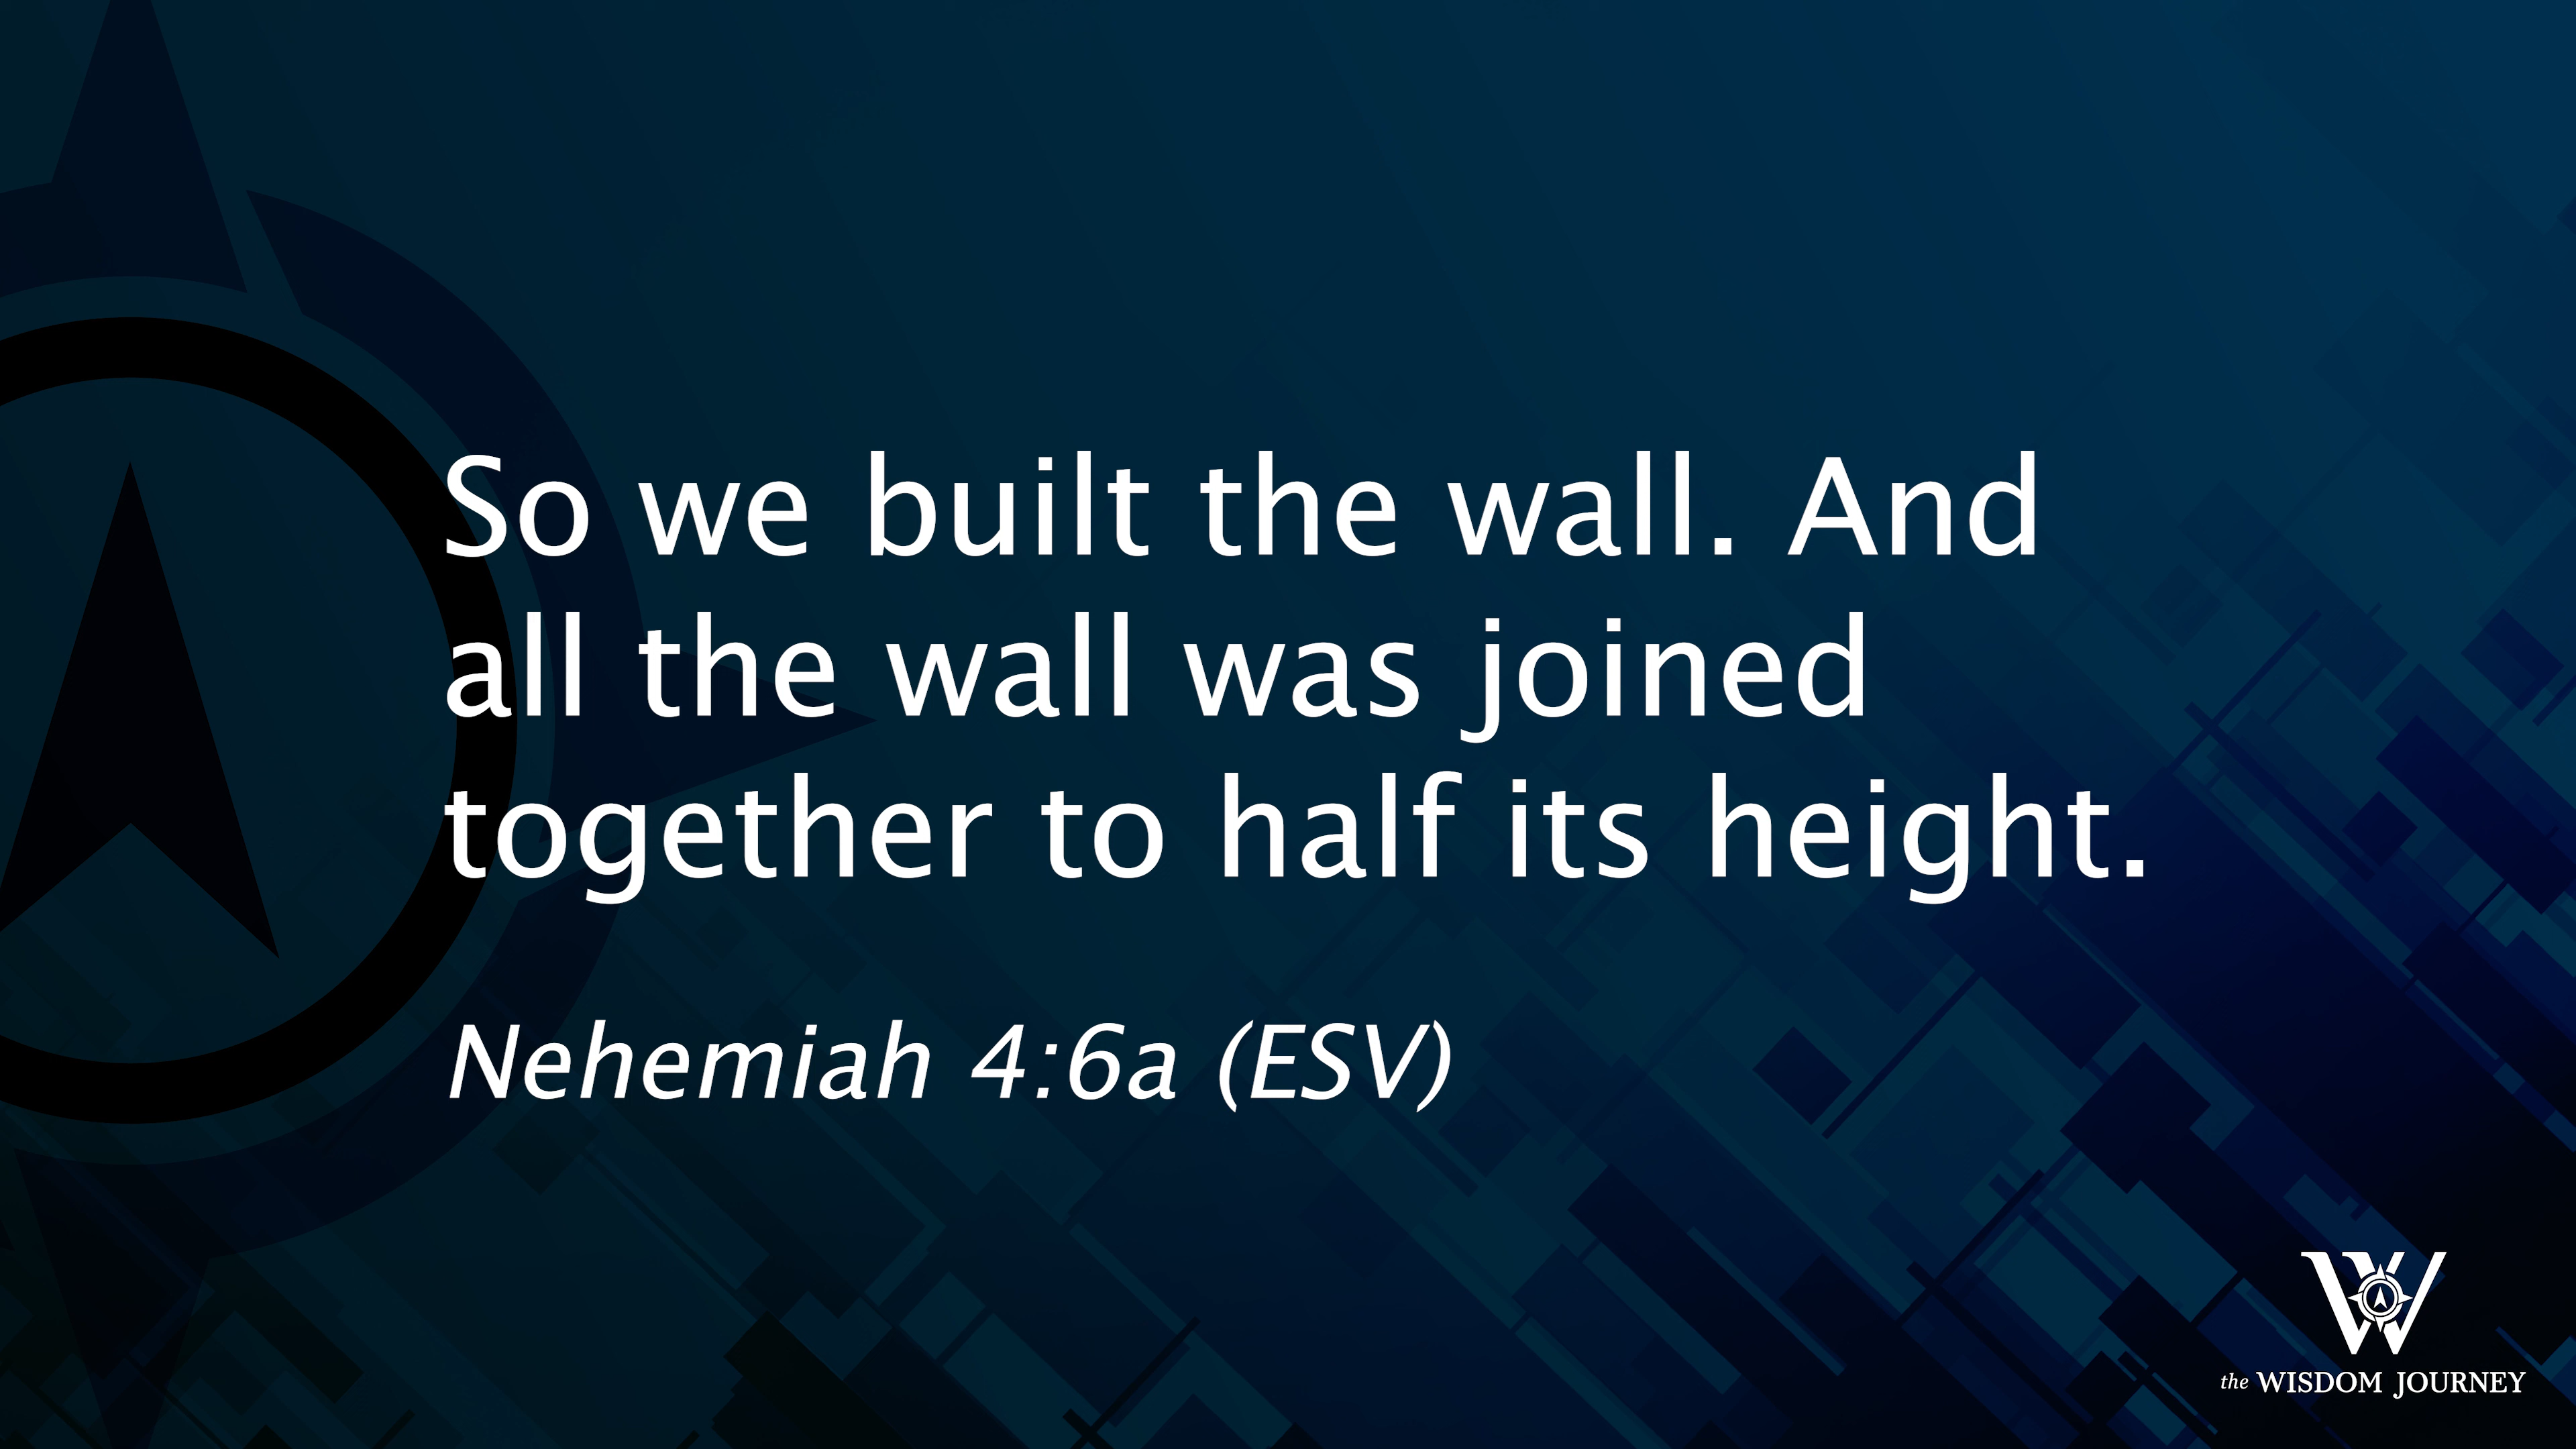 So we built the wall. And
all the wall was joined
together to half its height.
Nehemiah 4:6a (ESV)
W
the WISDOM JOURNEY